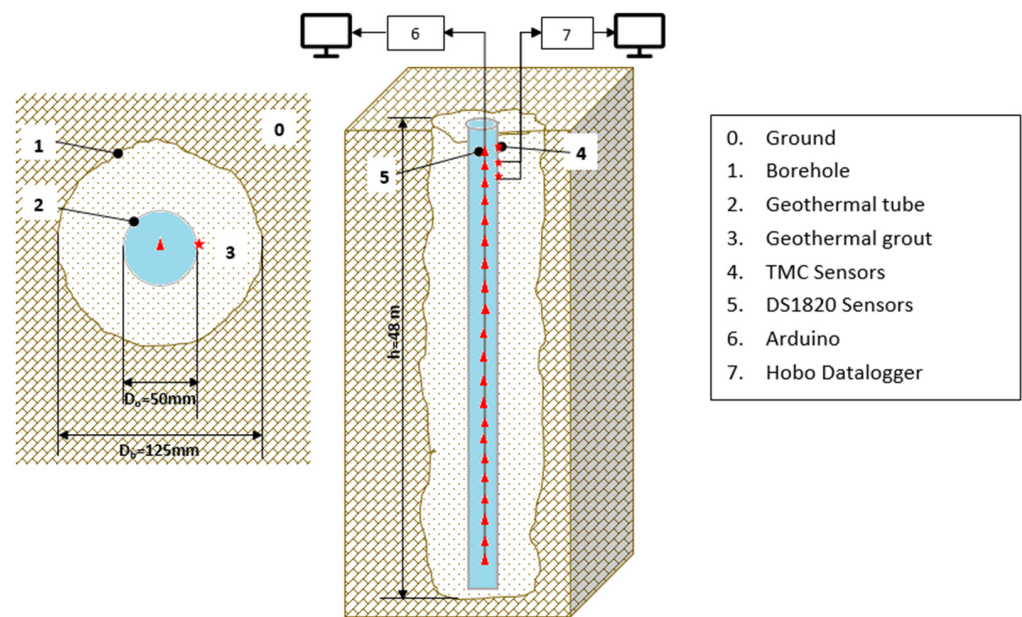 6
7
0
1
2
3
Dₒ=50mm
D_b=125mm
5
4
h=48 m
0. Ground
1. Borehole
2. Geothermal tube
3. Geothermal grout
4. TMC Sensors
5. DS1820 Sensors
6. Arduino
7. Hobo Datalogger